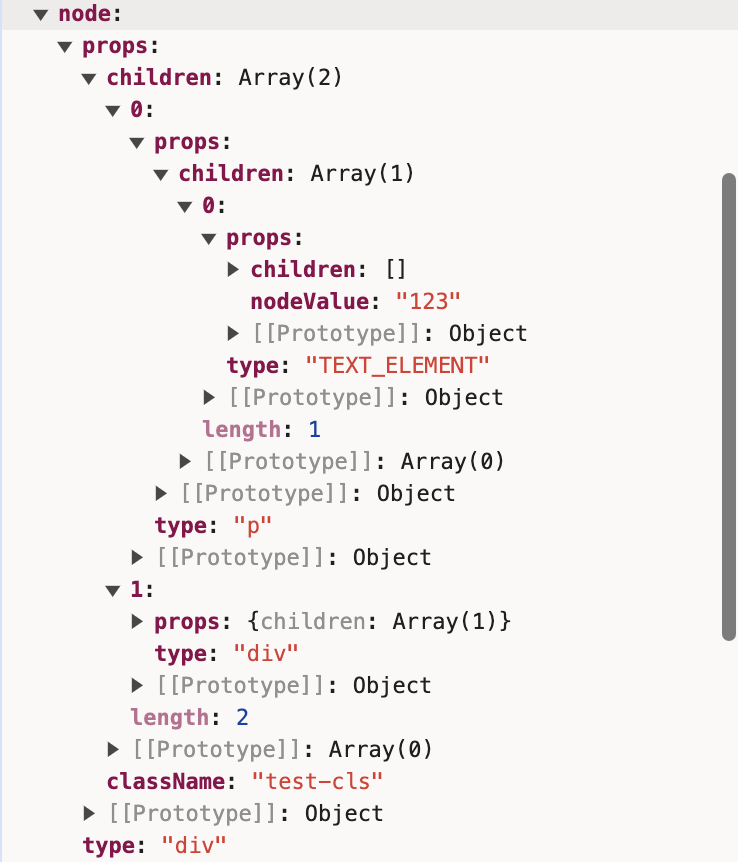 node:
props:
children: Array(2)
0:
props:
children: Array(1)
0:
props:
children: []
nodeValue: "123"
[[Prototype]]: Object
type: "TEXT_ELEMENT"
[[Prototype]]: Object
length: 1
[[Prototype]]: Array(0)
[[Prototype]]: Object
type: "p"
[[Prototype]]: Object
1:
props: {children: Array(1)}
type: "div"
[[Prototype]]: Object
length: 2
[[Prototype]]: Array(0)
className: "test-cls"
[[Prototype]]: Object
type: "div"